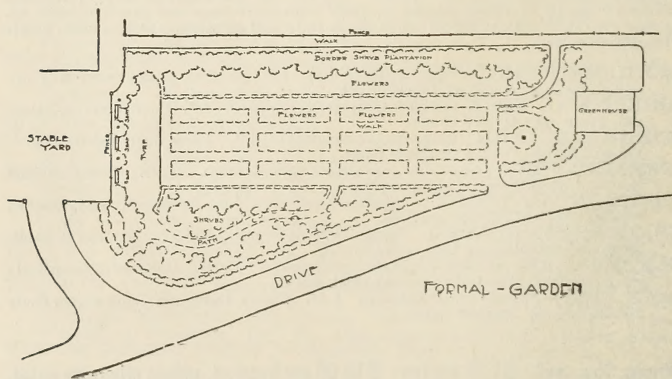 FENCE
WALK
BORDER SHRUB PLANTATION
FLOWERS
FLOWERS FLOWERS
WALK
GREENHOUSE
STABLE
YARD
FENCE
TURF
SHRUBS
PATH
DRIVE
FORMAL-GARDEN